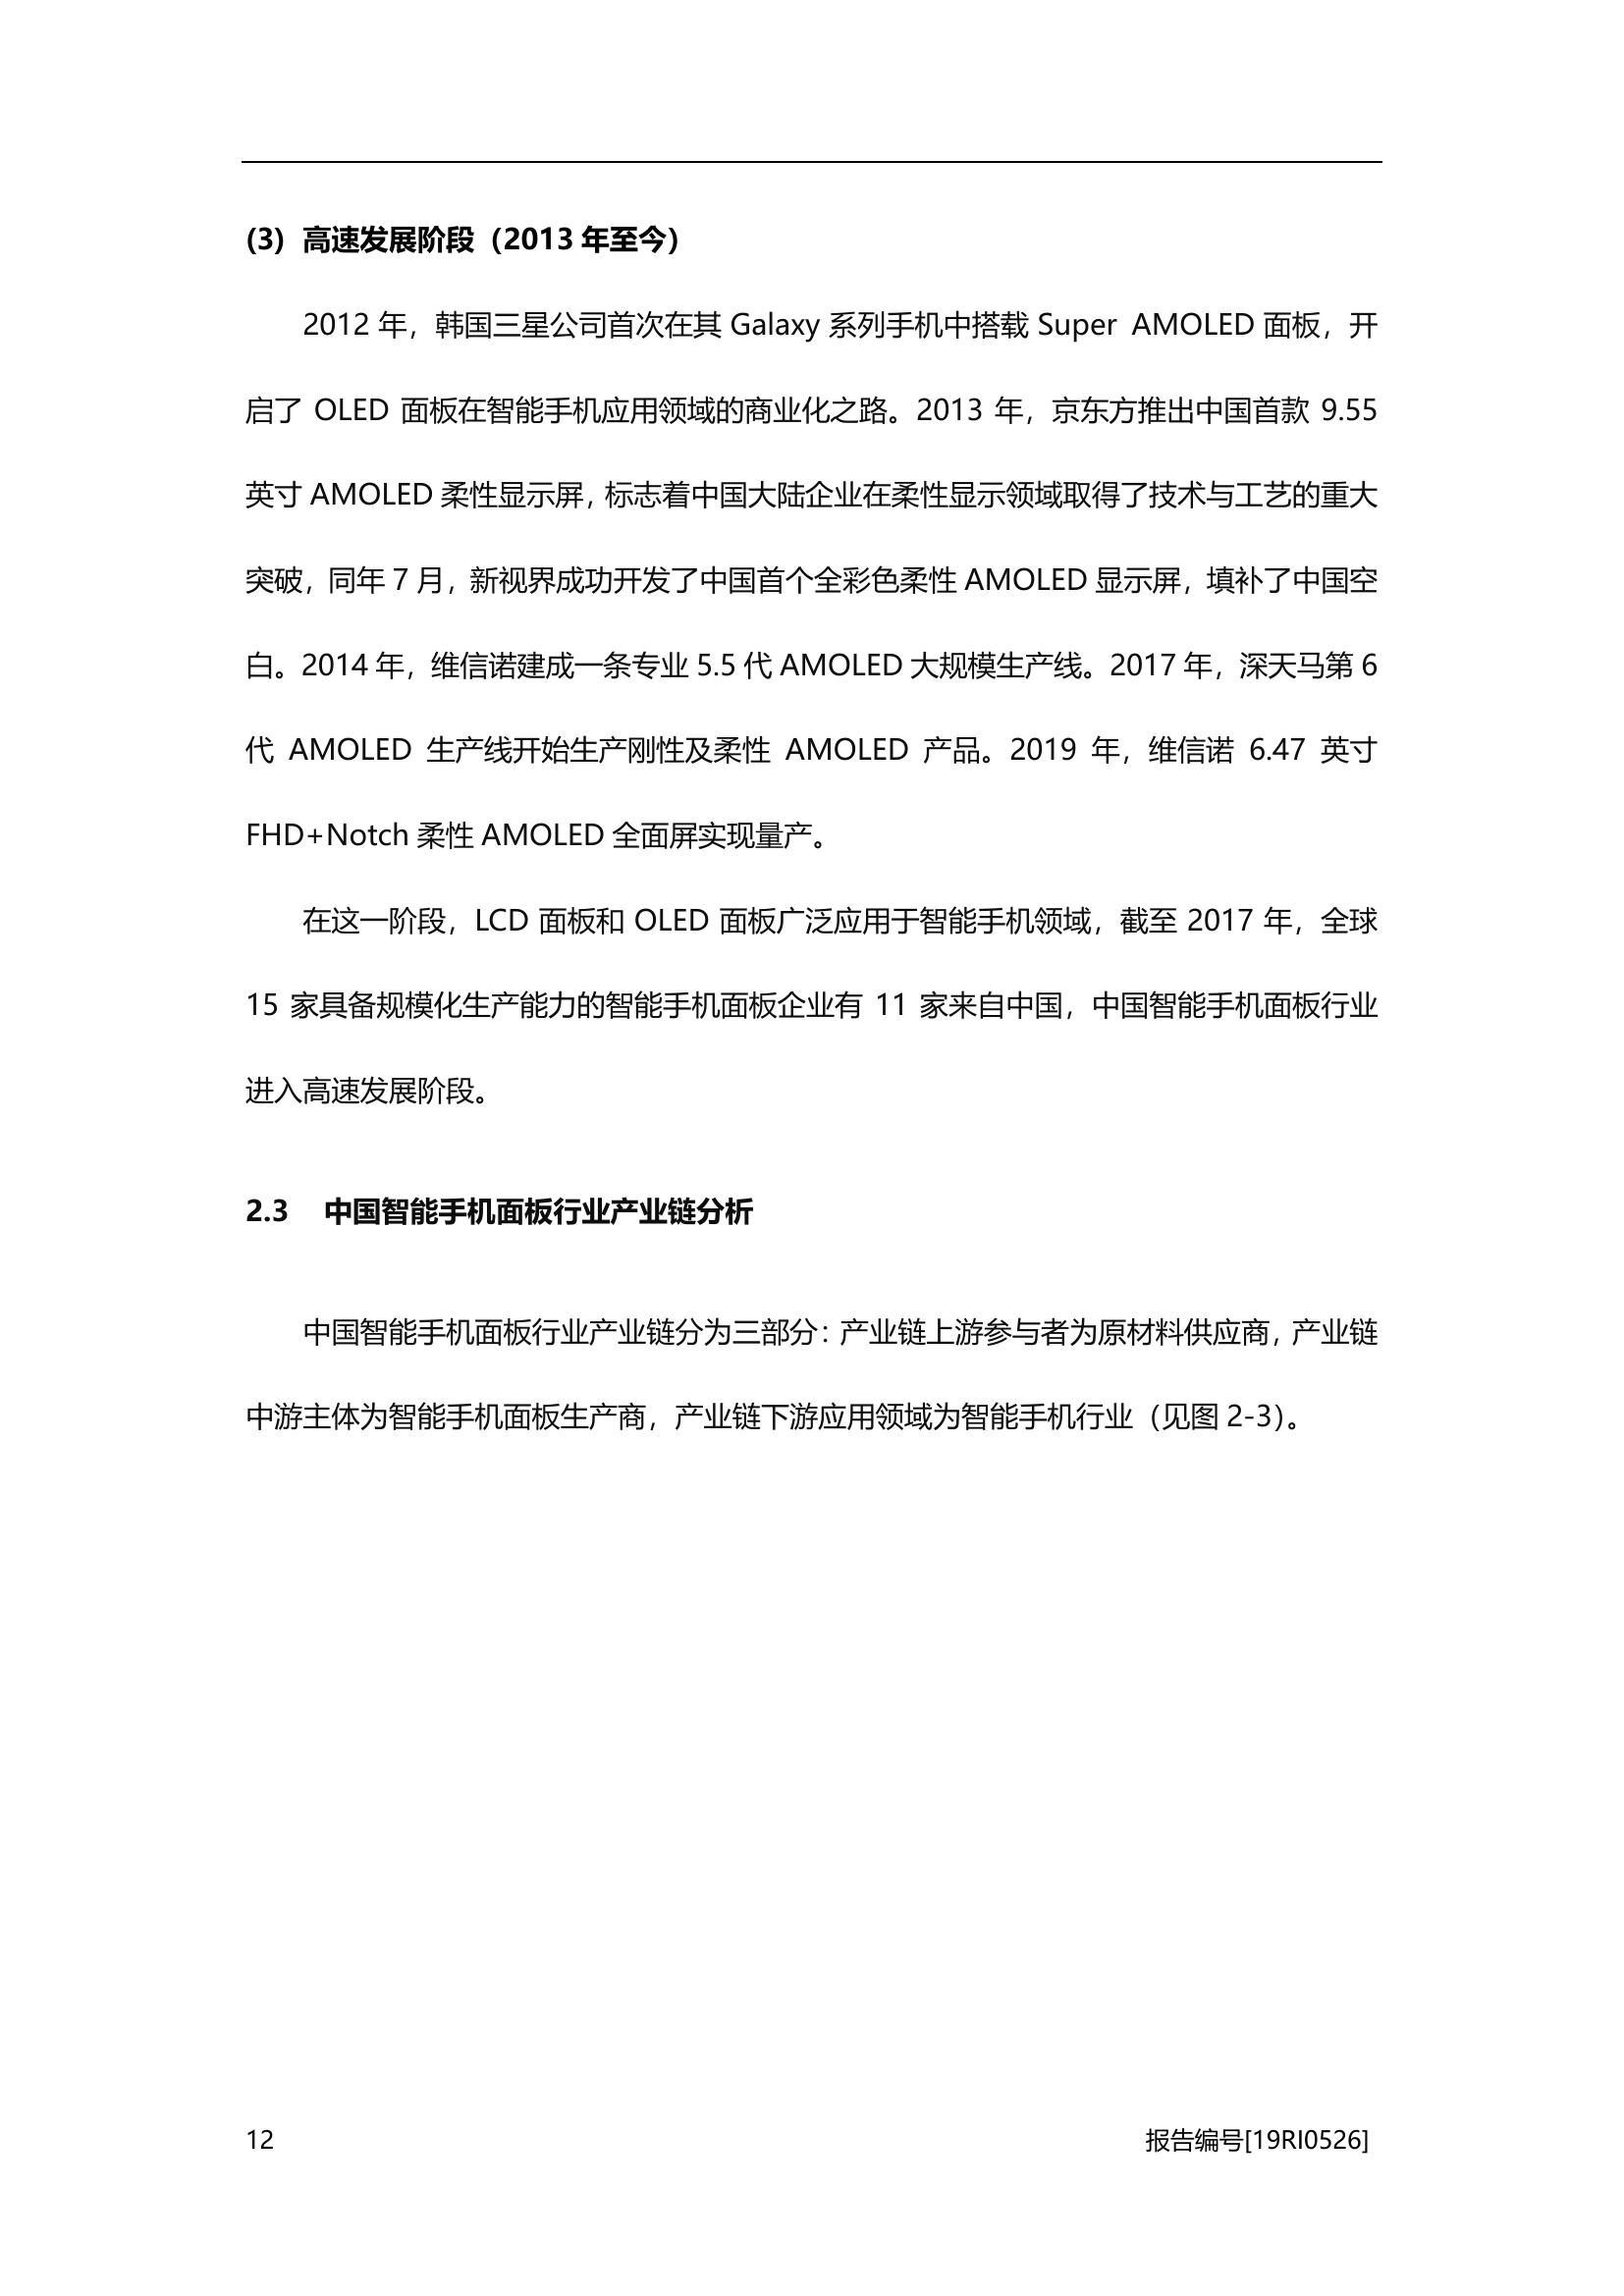 (3) 高速发展阶段（2013 年至今）
2012 年，韩国三星公司首次在其 Galaxy 系列手机中搭载 Super AMOLED 面板，开
启了 OLED 面板在智能手机应用领域的商业化之路。2013 年，京东方推出中国首款 9.55
英寸 AMOLED 柔性显示屏，标志着中国大陆企业在柔性显示领域取得了技术与工艺的重大
突破，同年 7 月，新视界成功开发了中国首个全彩色柔性 AMOLED 显示屏，填补了中国空
白。2014 年，维信诺建成一条专业 5.5 代 AMOLED 大规模生产线。2017 年，深天马第 6
代 AMOLED 生产线开始生产刚性及柔性 AMOLED 产品。2019 年，维信诺 6.47 英寸
FHD+Notch 柔性 AMOLED 全面屏实现量产。
在这一阶段，LCD 面板和 OLED 面板广泛应用于智能手机领域，截至 2017 年，全球
15 家具备规模化生产能力的智能手机面板企业有 11 家来自中国，中国智能手机面板行业
进入高速发展阶段。
2.3 中国智能手机面板行业产业链分析
中国智能手机面板行业产业链分为三部分：产业链上游参与者为原材料供应商，产业链
中游主体为智能手机面板生产商，产业链下游应用领域为智能手机行业（见图 2-3）。
12 报告编号[19RI0526]